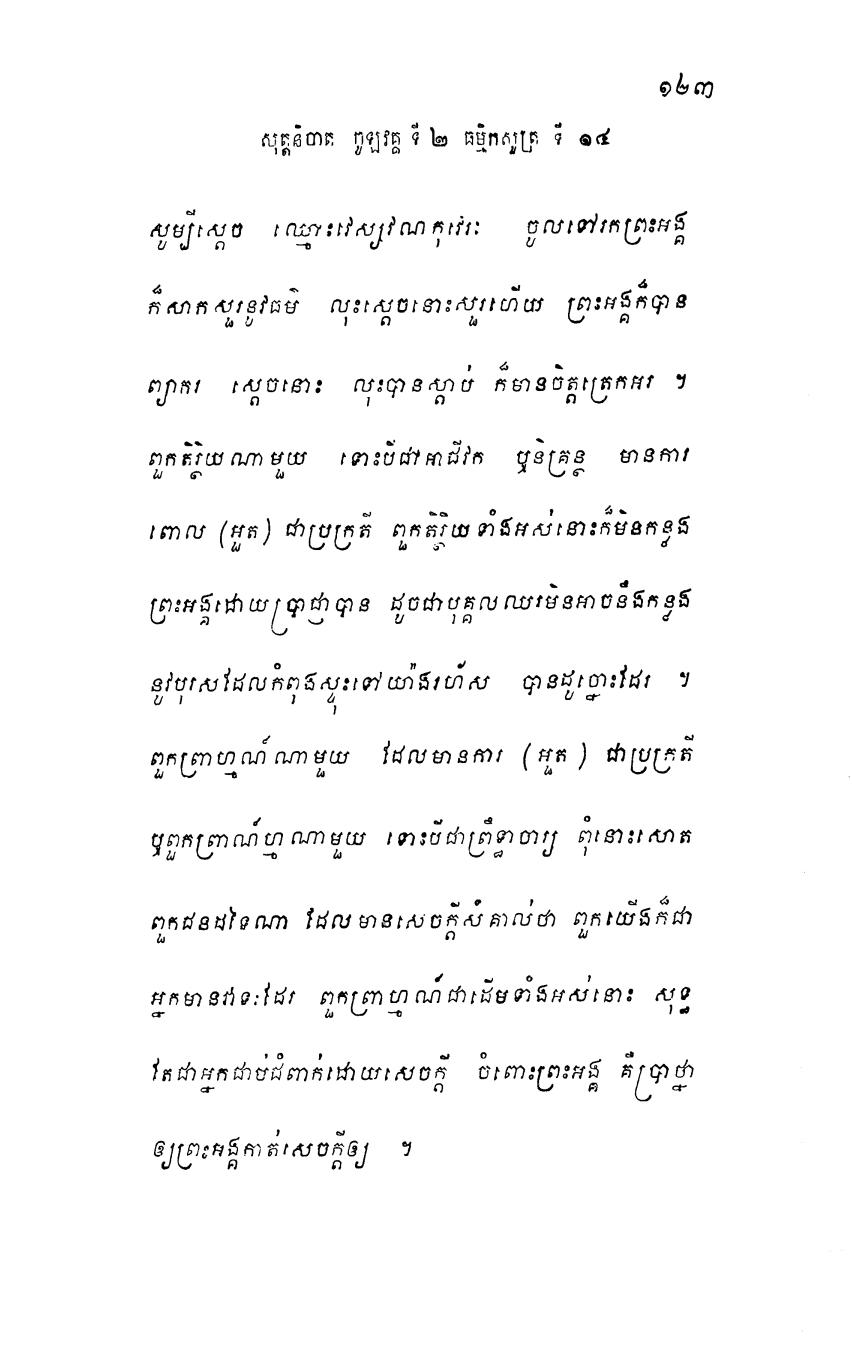 ១២៣
សុត្តនិបាត ចូឡវគ្គ ទី ២ ធម្មិកសូត្រ ទី ១៤
សូម្បីស្តេច ឈ្មោះវេស្សវណកុវេរៈ ចូលទៅរកព្រះអង្គ
ក៏សាកសួរនូវធម៌ លុះស្តេចនោះសួរហើយ ព្រះអង្គក៏បាន
ព្យាករ ស្តេចនោះ លុះបានស្តាប់ ក៏មានចិត្តត្រេកអរ ។
ពួកតិរ្ថិយណាមួយ ទោះបីជាអាជីវក ឬនិគ្រន្ថ មានការ
ពោល (អួត) ជាប្រក្រតី ពួកតិរ្ថិយទាំងអស់នោះក៏មិនកន្លង
ព្រះអង្គដោយប្រាជ្ញាបាន ដូចជាបុគ្គលឈរមិនអាចនឹងកន្លង
នូវបុរសដែលកំពុងស្ទុះទៅយ៉ាងរហ័ស បានដូច្នោះដែរ ។
ពួកព្រាហ្មណ៍ណាមួយ ដែលមានការ (អួត) ជាប្រក្រតី
ឬពួកព្រាណ៍ហ្មណាមួយ ទោះបីជាព្រឹទ្ធាចារ្យ ពុំនោះសោត
ពួកជនដទៃណា ដែលមានសេចក្តីសំគាល់ថា ពួកយើងក៏ជា
អ្នកមានវាទៈដែរ ពួកព្រាហ្មណ៍ជាដើមទាំងអស់នោះ សុទ្ធ
តែជាអ្នកជាប់ជំពាក់ដោយសេចក្តី ចំពោះព្រះអង្គ គឺប្រាថ្នា
ឲ្យព្រះអង្គកាត់សេចក្តីឲ្យ ។